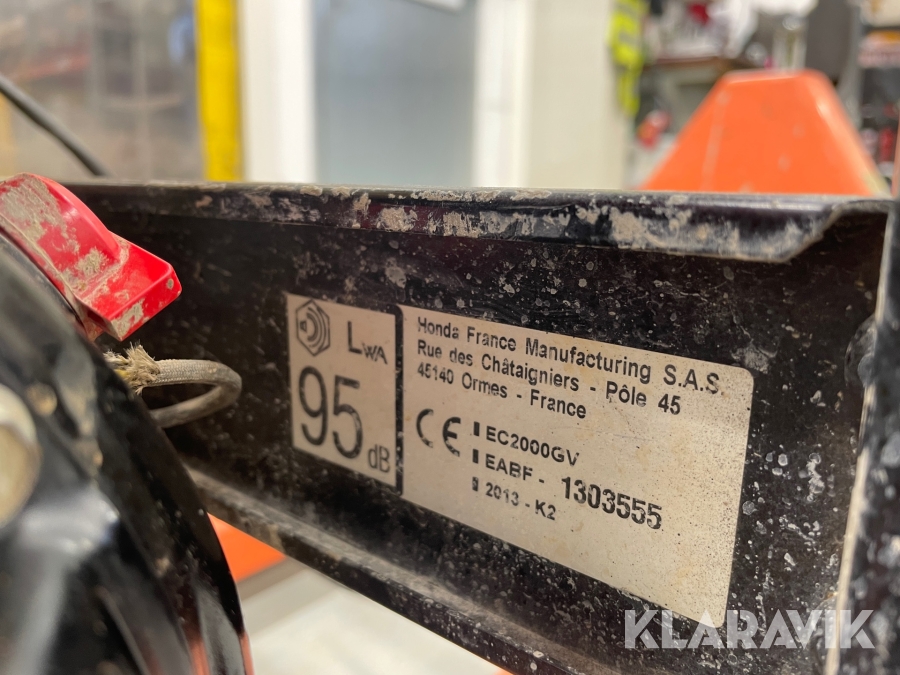 LWA
95 dB
Honda France Manufacturing S.A.S
Rue des Châtaigniers - Pôle 45
45140 Ormes - France
CE
EC2000GV
EABF - 1303555
2013 - K2
KLARAVIK